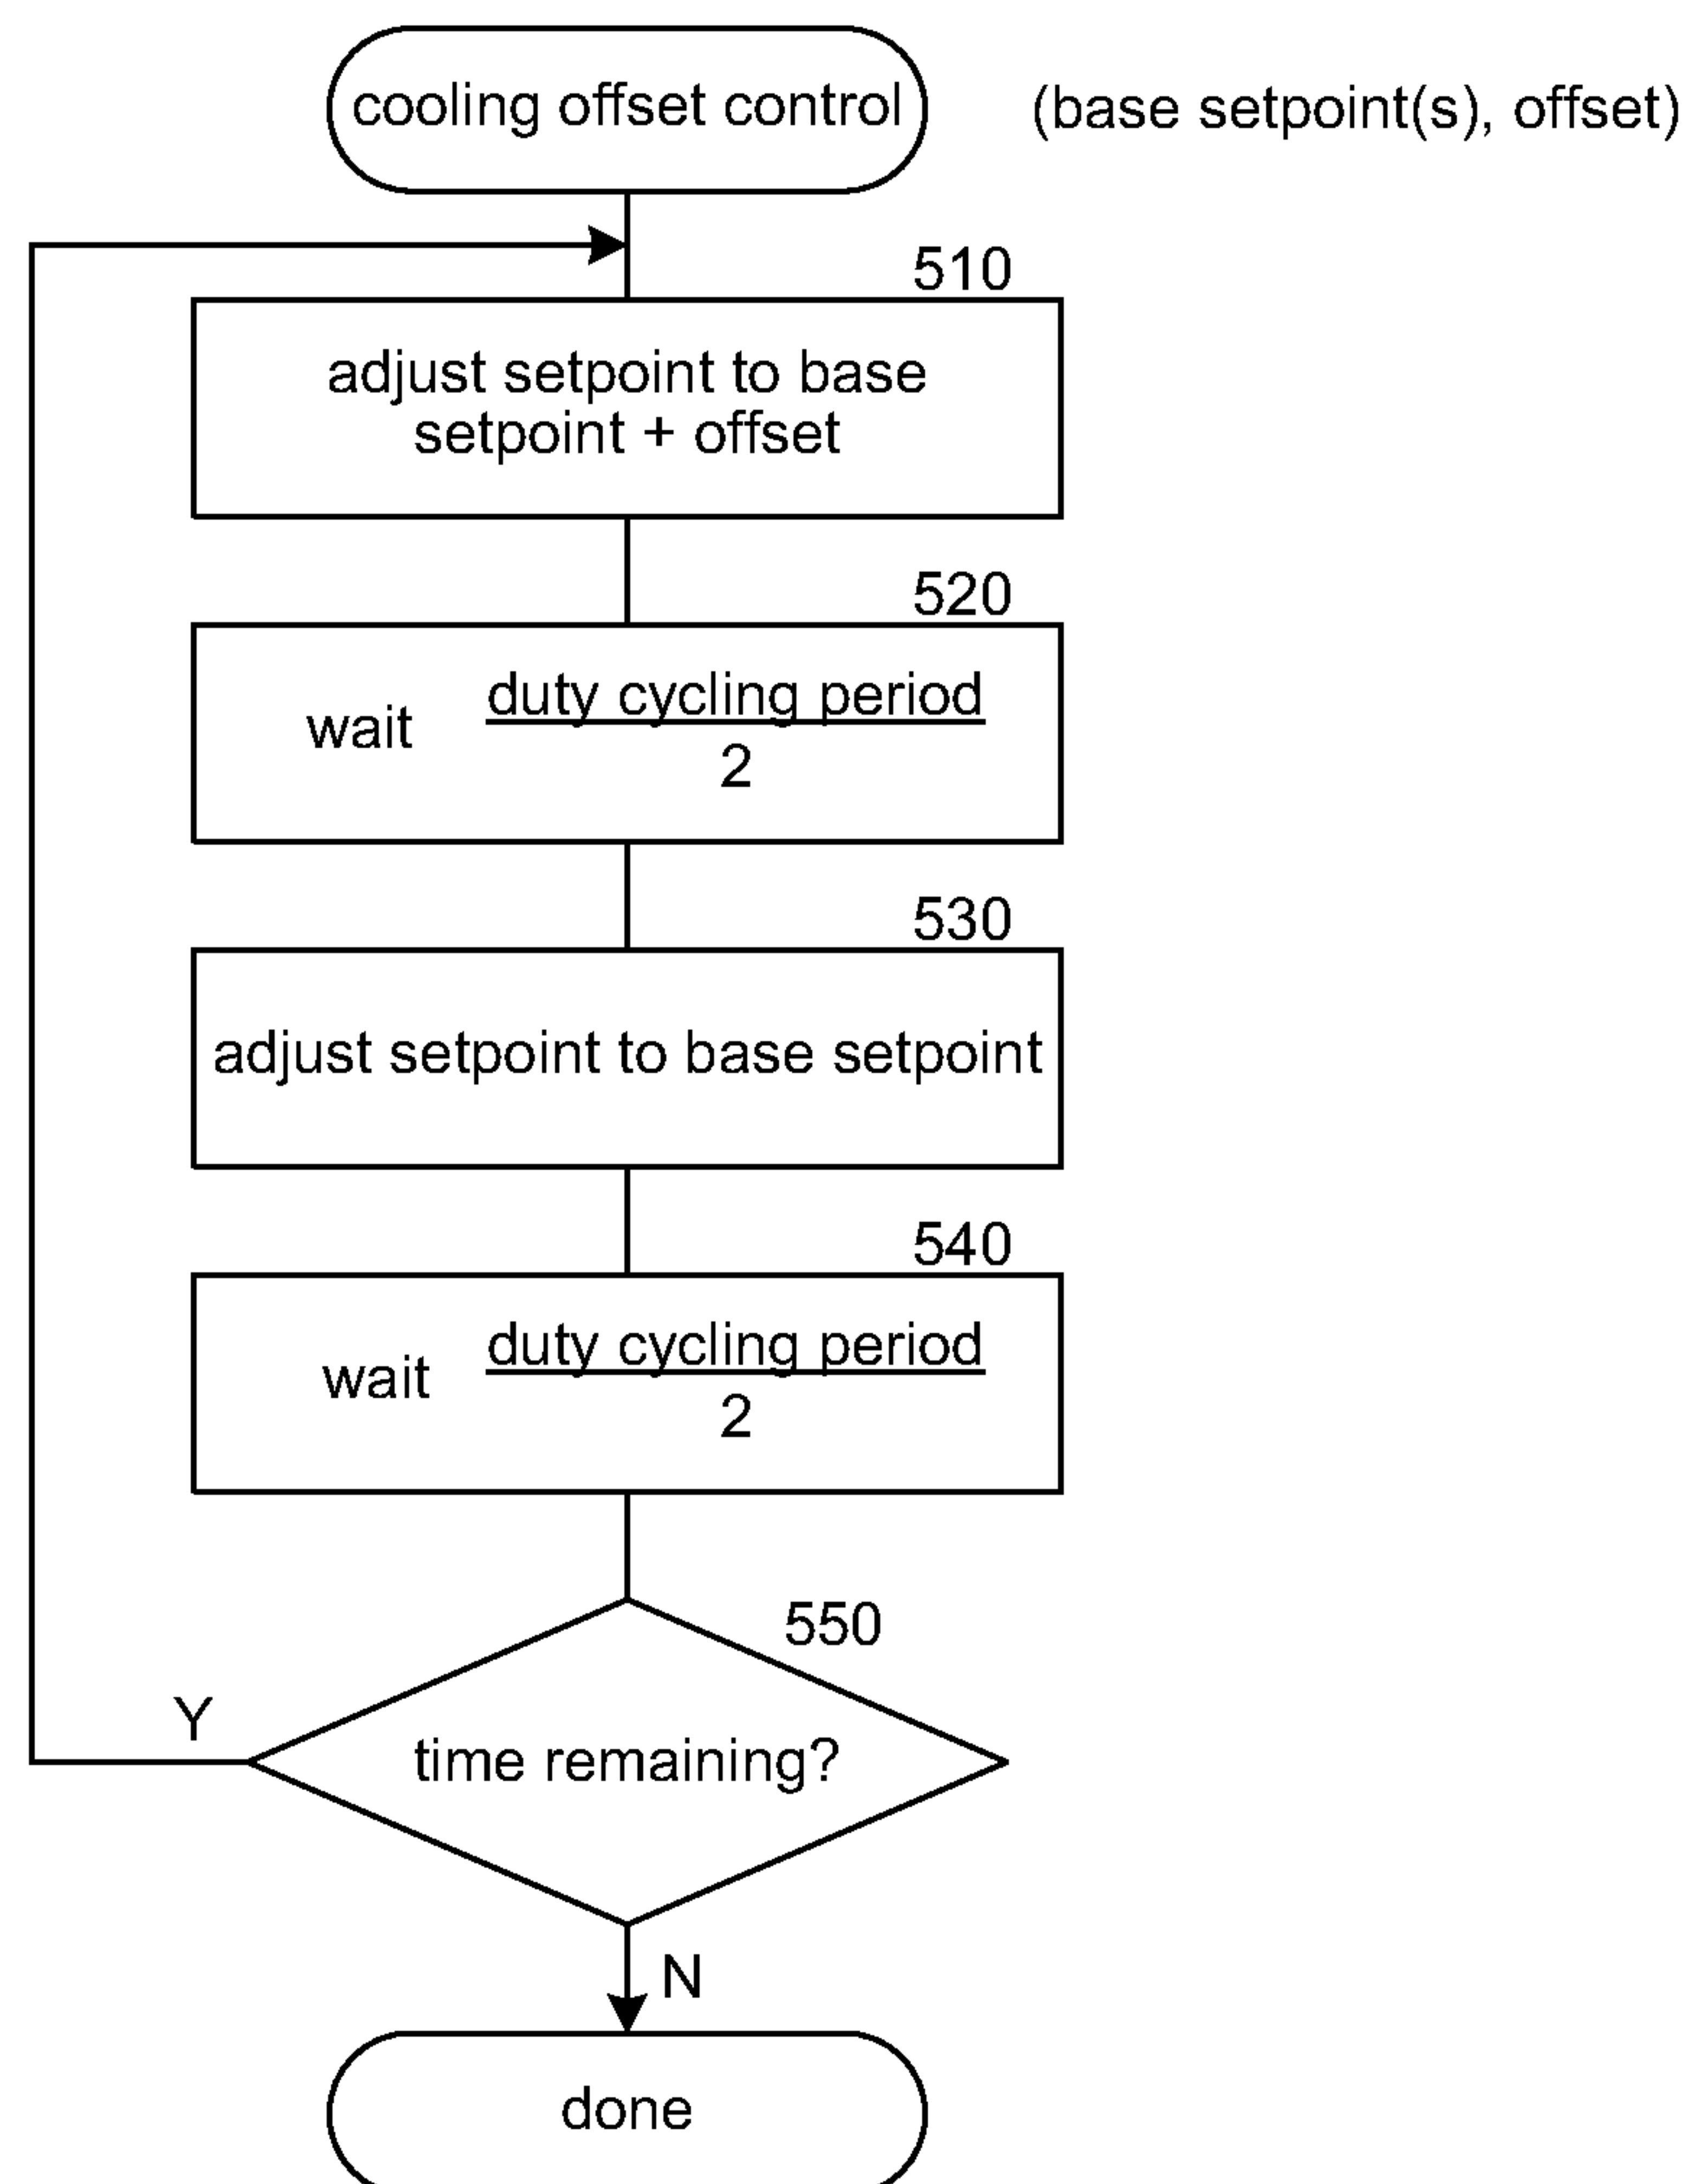 cooling offset control
(base setpoint(s), offset)
510
adjust setpoint to base
setpoint + offset
520
wait
duty cycling period
2
530
adjust setpoint to base setpoint
540
wait
duty cycling period
2
550
Y
time remaining?
N
done